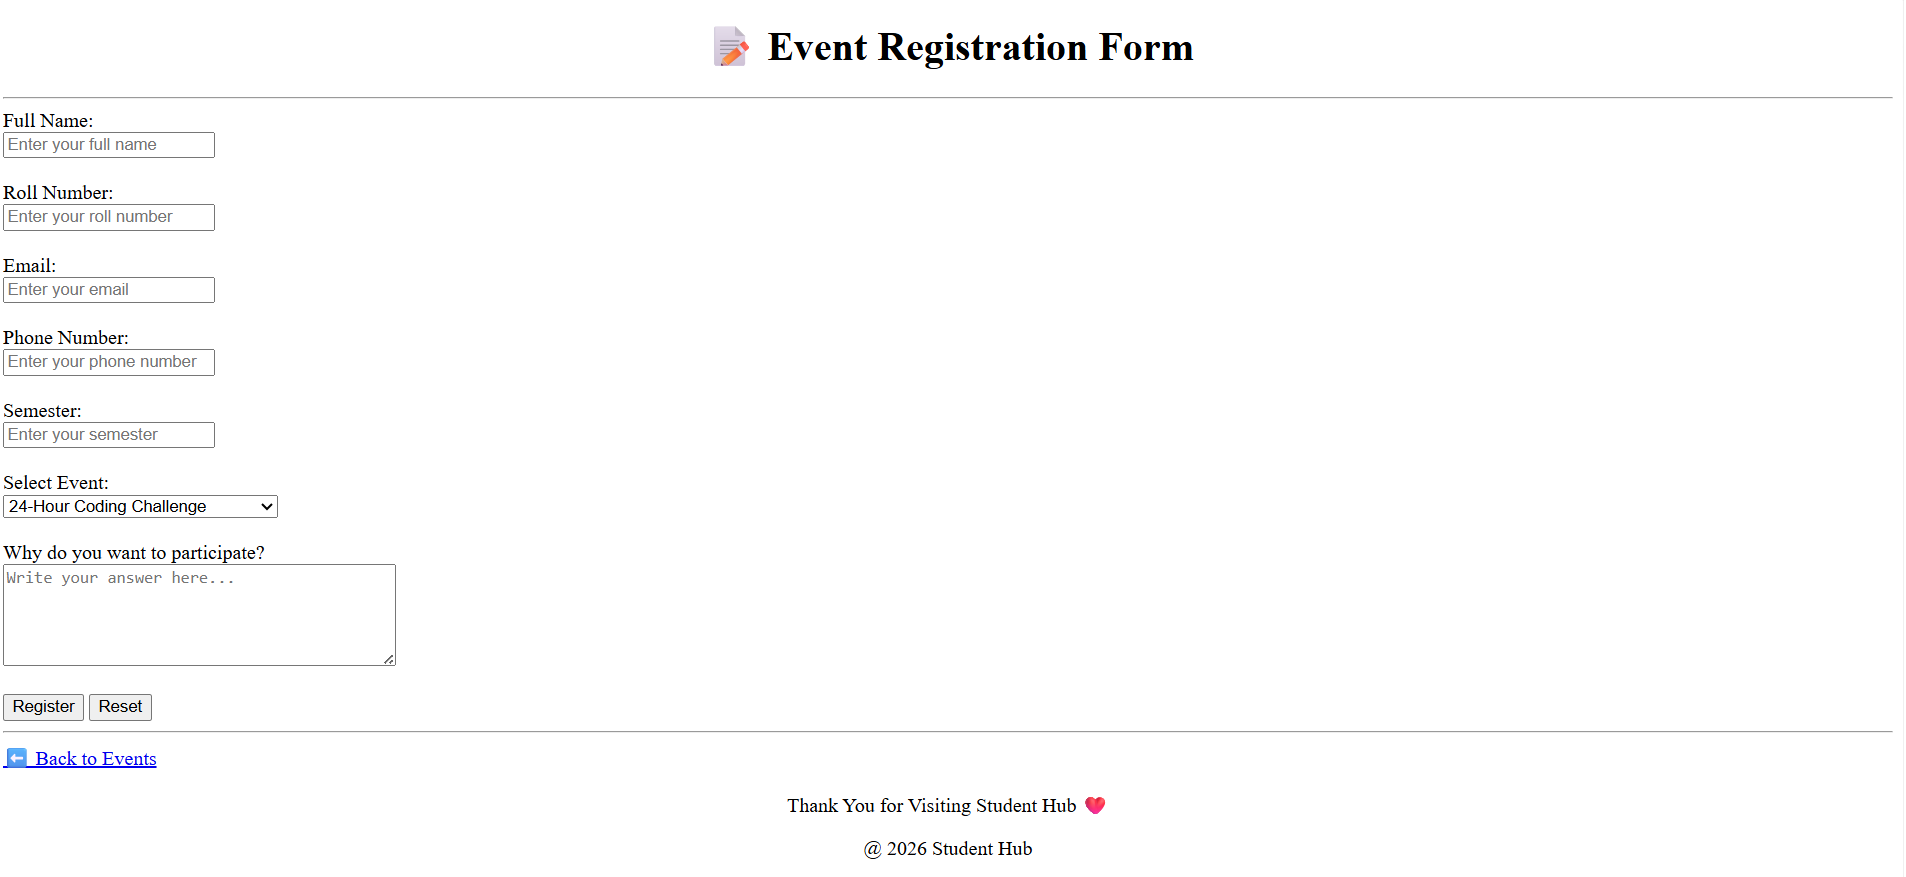 📝 Event Registration Form
Full Name:
Enter your full name
Roll Number:
Enter your roll number
Email:
Enter your email
Phone Number:
Enter your phone number
Semester:
Enter your semester
Select Event:
24-Hour Coding Challenge
Why do you want to participate?
Write your answer here...
Register Reset
⬅️ Back to Events
Thank You for Visiting Student Hub ❤️
@ 2026 Student Hub